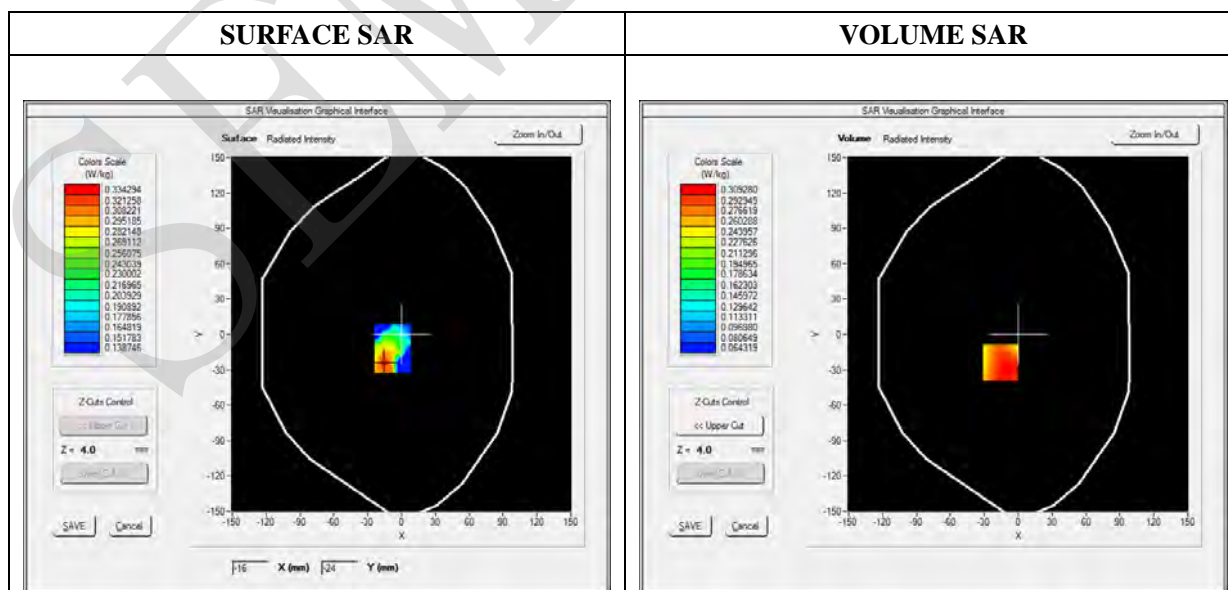 SURFACE SAR
VOLUME SAR
SAR Visualisation Graphical Interface
Surface Radiated Intensity
Zoom In/Out
Colors Scale
(W/kg)
0.334294
0.321258
0.308221
0.295185
0.282148
0.269112
0.256075
0.243039
0.230002
0.216965
0.203929
0.190892
0.177856
0.164819
0.151783
0.138746
150
120
90
60
30
0
-30
-60
-90
-120
-150
Y
-150 -120 -90 -60 -30 0 30 60 90 120 150
X
Z-Cuts Control
<< Upper Cut
Z = 4.0 mm
SAVE
Cancel
-16 X (mm) -24 Y (mm)
SAR Visualisation Graphical Interface
Volume Radiated Intensity
Zoom In/Out
Colors Scale
(W/kg)
0.309280
0.292949
0.276619
0.260288
0.243957
0.227626
0.211296
0.194965
0.178634
0.162303
0.145972
0.129642
0.113311
0.096980
0.080649
0.064319
150
120
90
60
30
0
-30
-60
-90
-120
-150
Y
-150 -120 -90 -60 -30 0 30 60 90 120 150
X
Z-Cuts Control
<< Upper Cut
Z = 4.0 mm
SAVE
Cancel